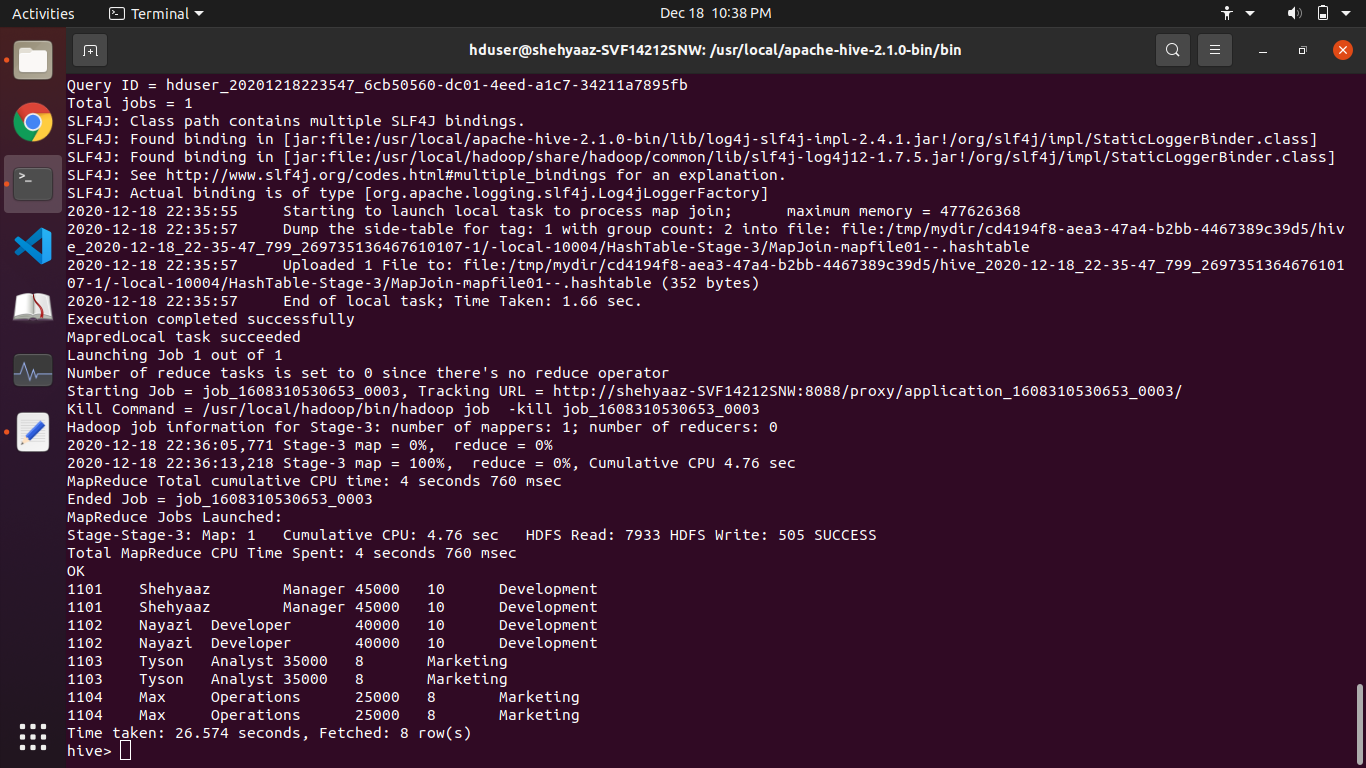 Activities Terminal Dec 18 10:38 PM
hduser@shehyaaz-SVF14212SNW: /usr/local/apache-hive-2.1.0-bin/bin
Query ID = hduser_20201218223547_6cb50560-dc01-4eed-a1c7-34211a7895fb
Total jobs = 1
SLF4J: Class path contains multiple SLF4J bindings.
SLF4J: Found binding in [jar:file:/usr/local/apache-hive-2.1.0-bin/lib/log4j-slf4j-impl-2.4.1.jar!/org/slf4j/impl/StaticLoggerBinder.class]
SLF4J: Found binding in [jar:file:/usr/local/hadoop/share/hadoop/common/lib/slf4j-log4j12-1.7.5.jar!/org/slf4j/impl/StaticLoggerBinder.class]
SLF4J: See http://www.slf4j.org/codes.html#multiple_bindings for an explanation.
SLF4J: Actual binding is of type [org.apache.logging.slf4j.Log4jLoggerFactory]
2020-12-18 22:35:55     Starting to launch local task to process map join;      maximum memory = 477626368
2020-12-18 22:35:57     Dump the side-table for tag: 1 with group count: 2 into file: file:/tmp/mydir/cd4194f8-aea3-47a4-b2bb-4467389c39d5/hiv
e_2020-12-18_22-35-47_799_269735136467610107-1/-local-10004/HashTable-Stage-3/MapJoin-mapfile01--.hashtable
2020-12-18 22:35:57     Uploaded 1 File to: file:/tmp/mydir/cd4194f8-aea3-47a4-b2bb-4467389c39d5/hive_2020-12-18_22-35-47_799_2697351364676101
07-1/-local-10004/HashTable-Stage-3/MapJoin-mapfile01--.hashtable (352 bytes)
2020-12-18 22:35:57     End of local task; Time Taken: 1.66 sec.
Execution completed successfully
MapredLocal task succeeded
Launching Job 1 out of 1
Number of reduce tasks is set to 0 since there's no reduce operator
Starting Job = job_1608310530653_0003, Tracking URL = http://shehyaaz-SVF14212SNW:8088/proxy/application_1608310530653_0003/
Kill Command = /usr/local/hadoop/bin/hadoop job  -kill job_1608310530653_0003
Hadoop job information for Stage-3: number of mappers: 1; number of reducers: 0
2020-12-18 22:36:05,771 Stage-3 map = 0%,  reduce = 0%
2020-12-18 22:36:13,218 Stage-3 map = 100%,  reduce = 0%, Cumulative CPU 4.76 sec
MapReduce Total cumulative CPU time: 4 seconds 760 msec
Ended Job = job_1608310530653_0003
MapReduce Jobs Launched:
Stage-Stage-3: Map: 1   Cumulative CPU: 4.76 sec   HDFS Read: 7933 HDFS Write: 505 SUCCESS
Total MapReduce CPU Time Spent: 4 seconds 760 msec
OK
1101    Shehyaaz        Manager 45000   10      Development
1101    Shehyaaz        Manager 45000   10      Development
1102    Nayazi  Developer       40000   10      Development
1102    Nayazi  Developer       40000   10      Development
1103    Tyson   Analyst 35000   8       Marketing
1103    Tyson   Analyst 35000   8       Marketing
1104    Max     Operations      25000   8       Marketing
1104    Max     Operations      25000   8       Marketing
Time taken: 26.574 seconds, Fetched: 8 row(s)
hive>